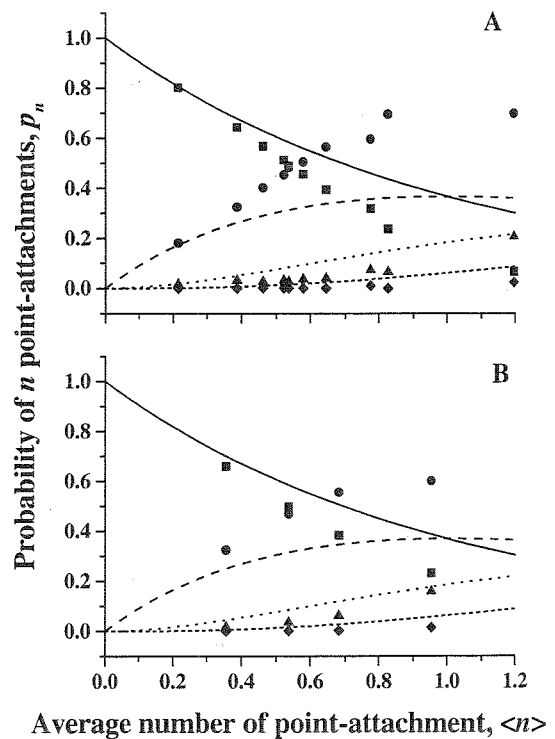 A
1.0
0.8
0.6
0.4
0.2
0.0
B
1.0
0.8
0.6
0.4
0.2
0.0
0.0 0.2 0.4 0.6 0.8 1.0 1.2
Probability of n point-attachments, pn
Average number of point-attachment, <n>